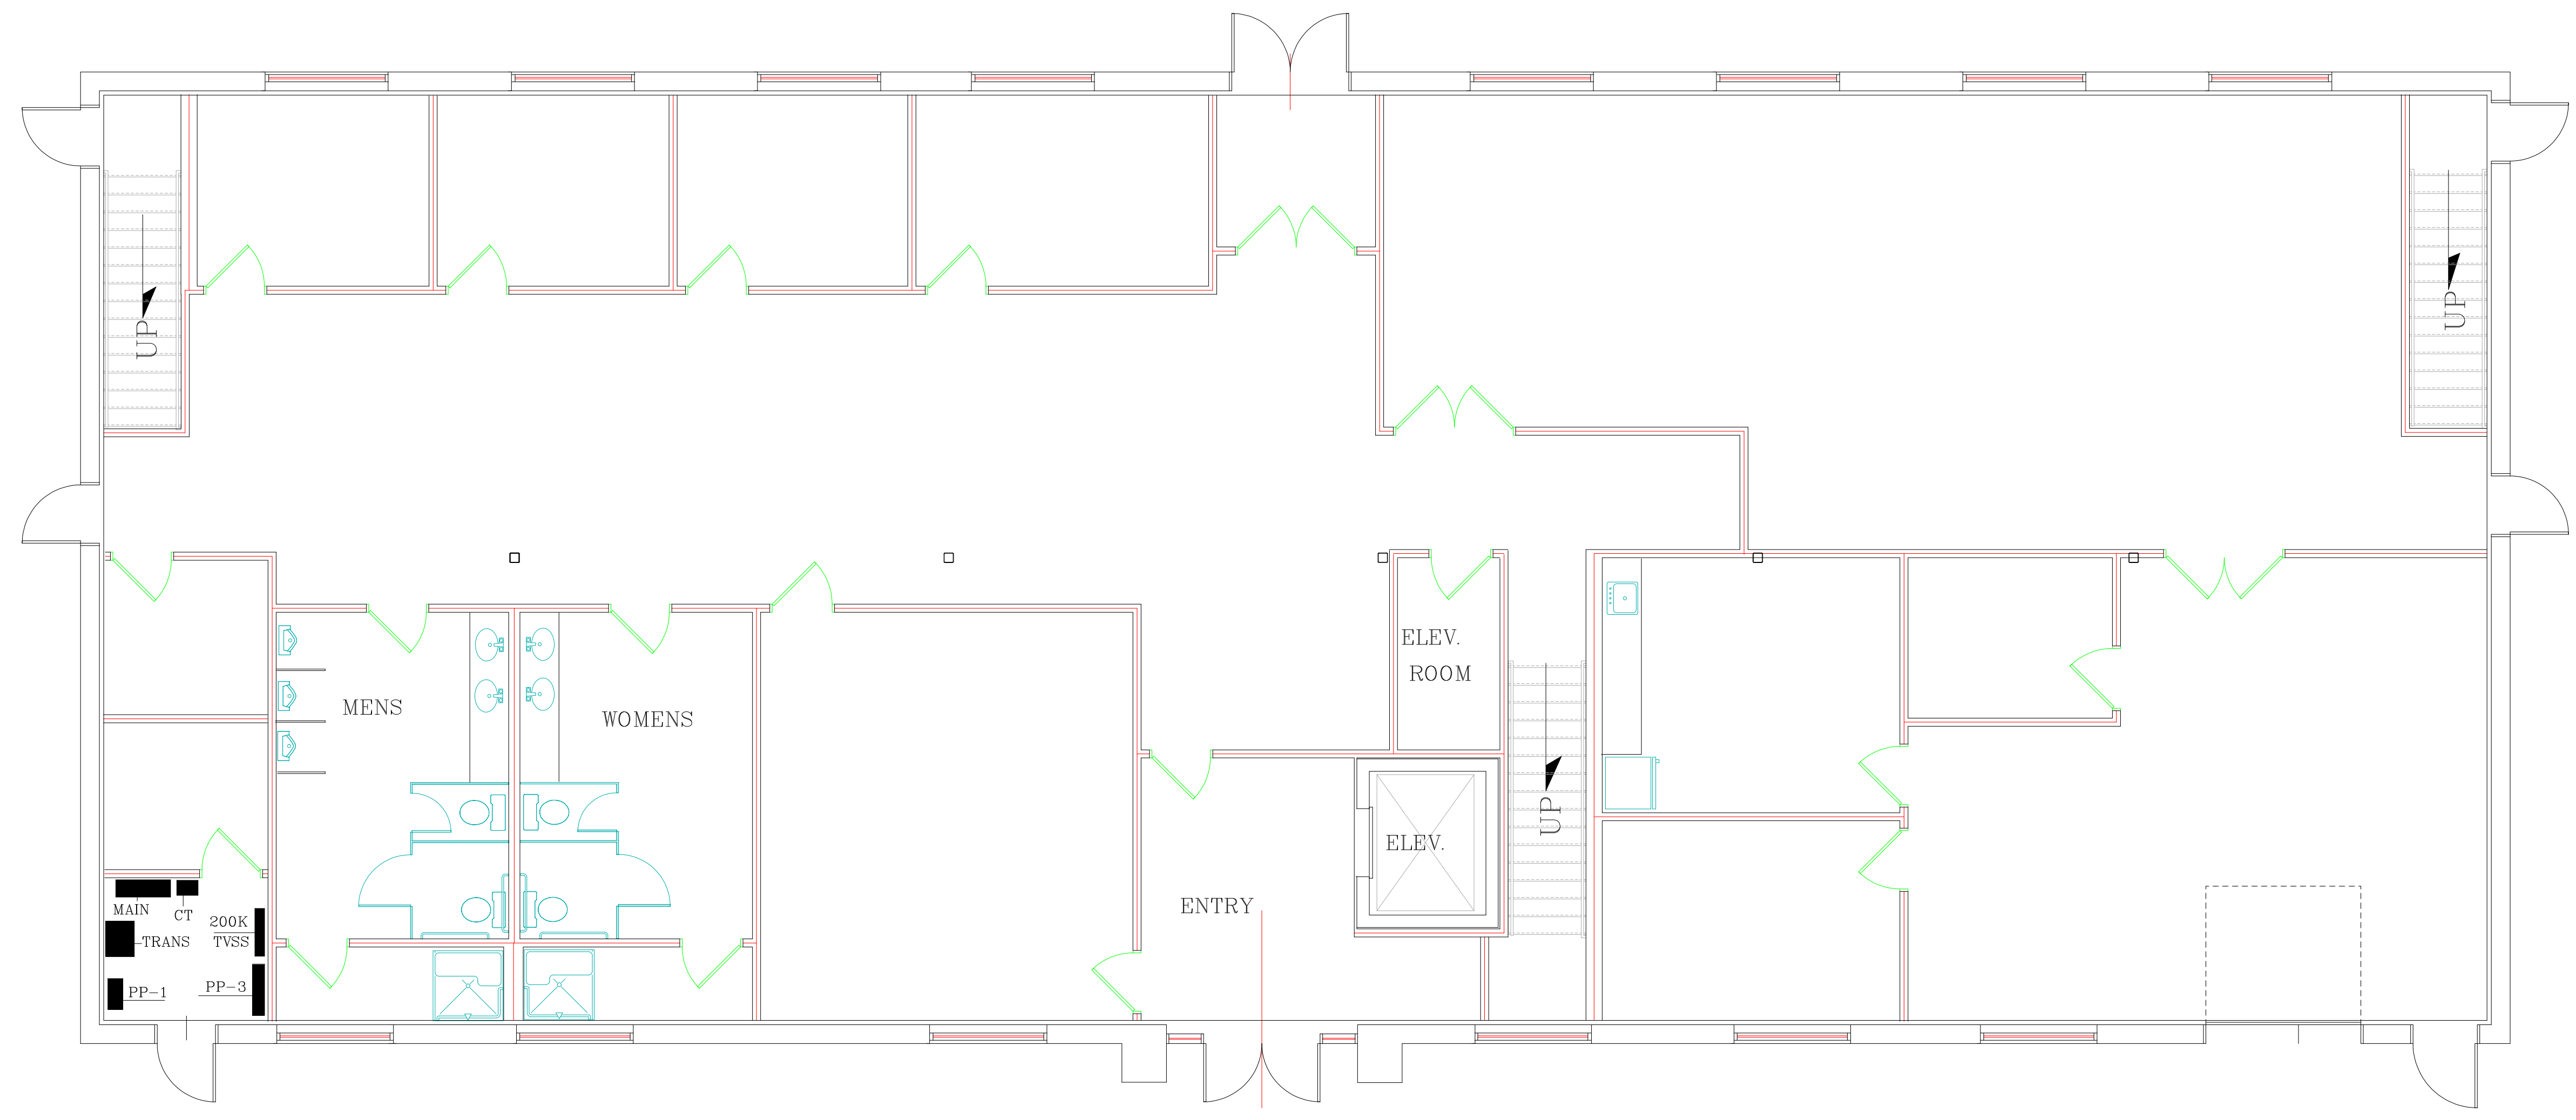 UP
UP
ELEV.
ROOM
MENS
WOMENS
UP
ELEV.
ENTRY
MAIN
CT
200K
TVSS
TRANS
PP-1
PP-3